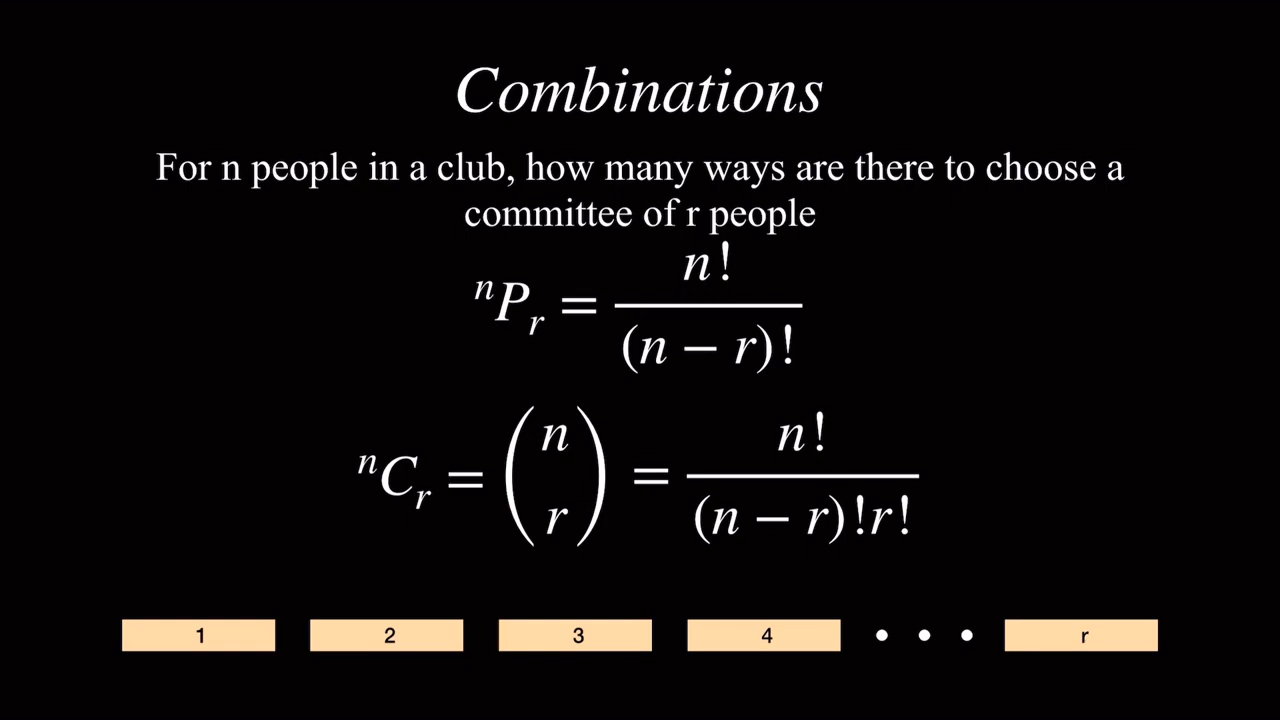 Combinations
For n people in a club, how many ways are there to choose a
committee of r people
ⁿPᵣ = n! / (n − r)!
ⁿCᵣ = (n r) = n! / (n − r)!r!
1 2 3 4 • • • r